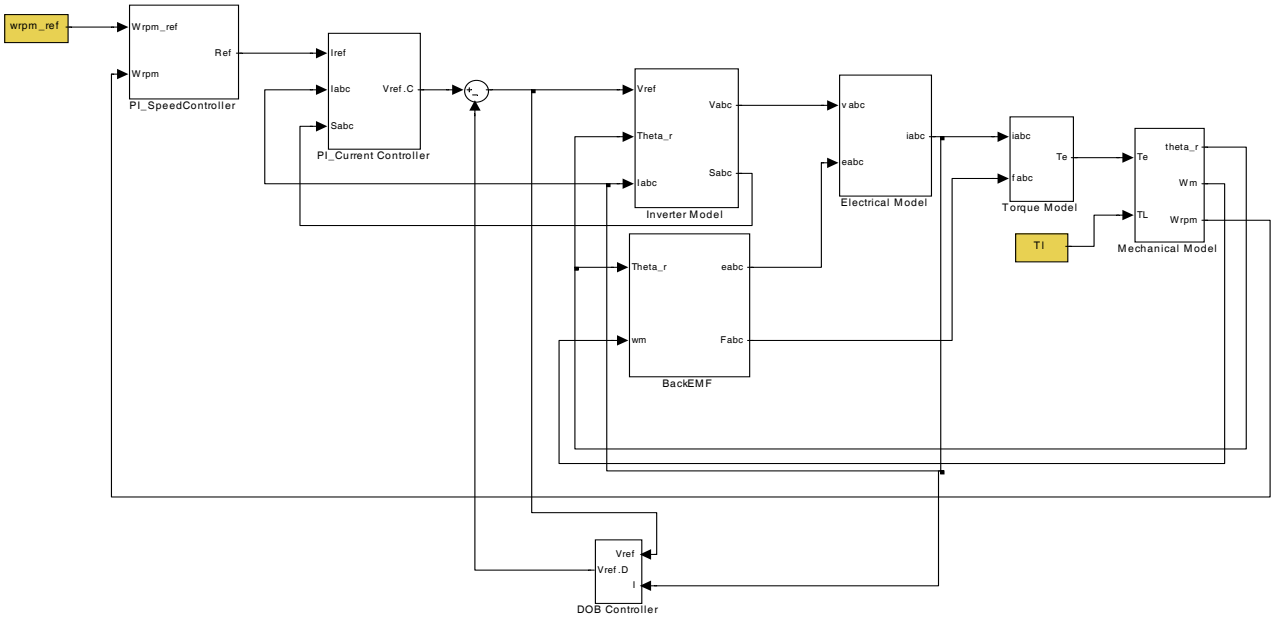 wrpm_ref
Wrpm_ref
Ref
Wrpm
PI_SpeedController
Iref
Iabc
Vref.C
Sabc
PI_Current Controller
Vref
Vabc
Theta_r
Sabc
Iabc
Inverter Model
vabc
iabc
eabc
Electrical Model
iabc
Te
fabc
Torque Model
Te
theta_r
Wm
TL
Wrpm
Mechanical Model
Tl
Theta_r
eabc
wm
Fabc
BackEMF
Vref
Vref.D
I
DOB Controller